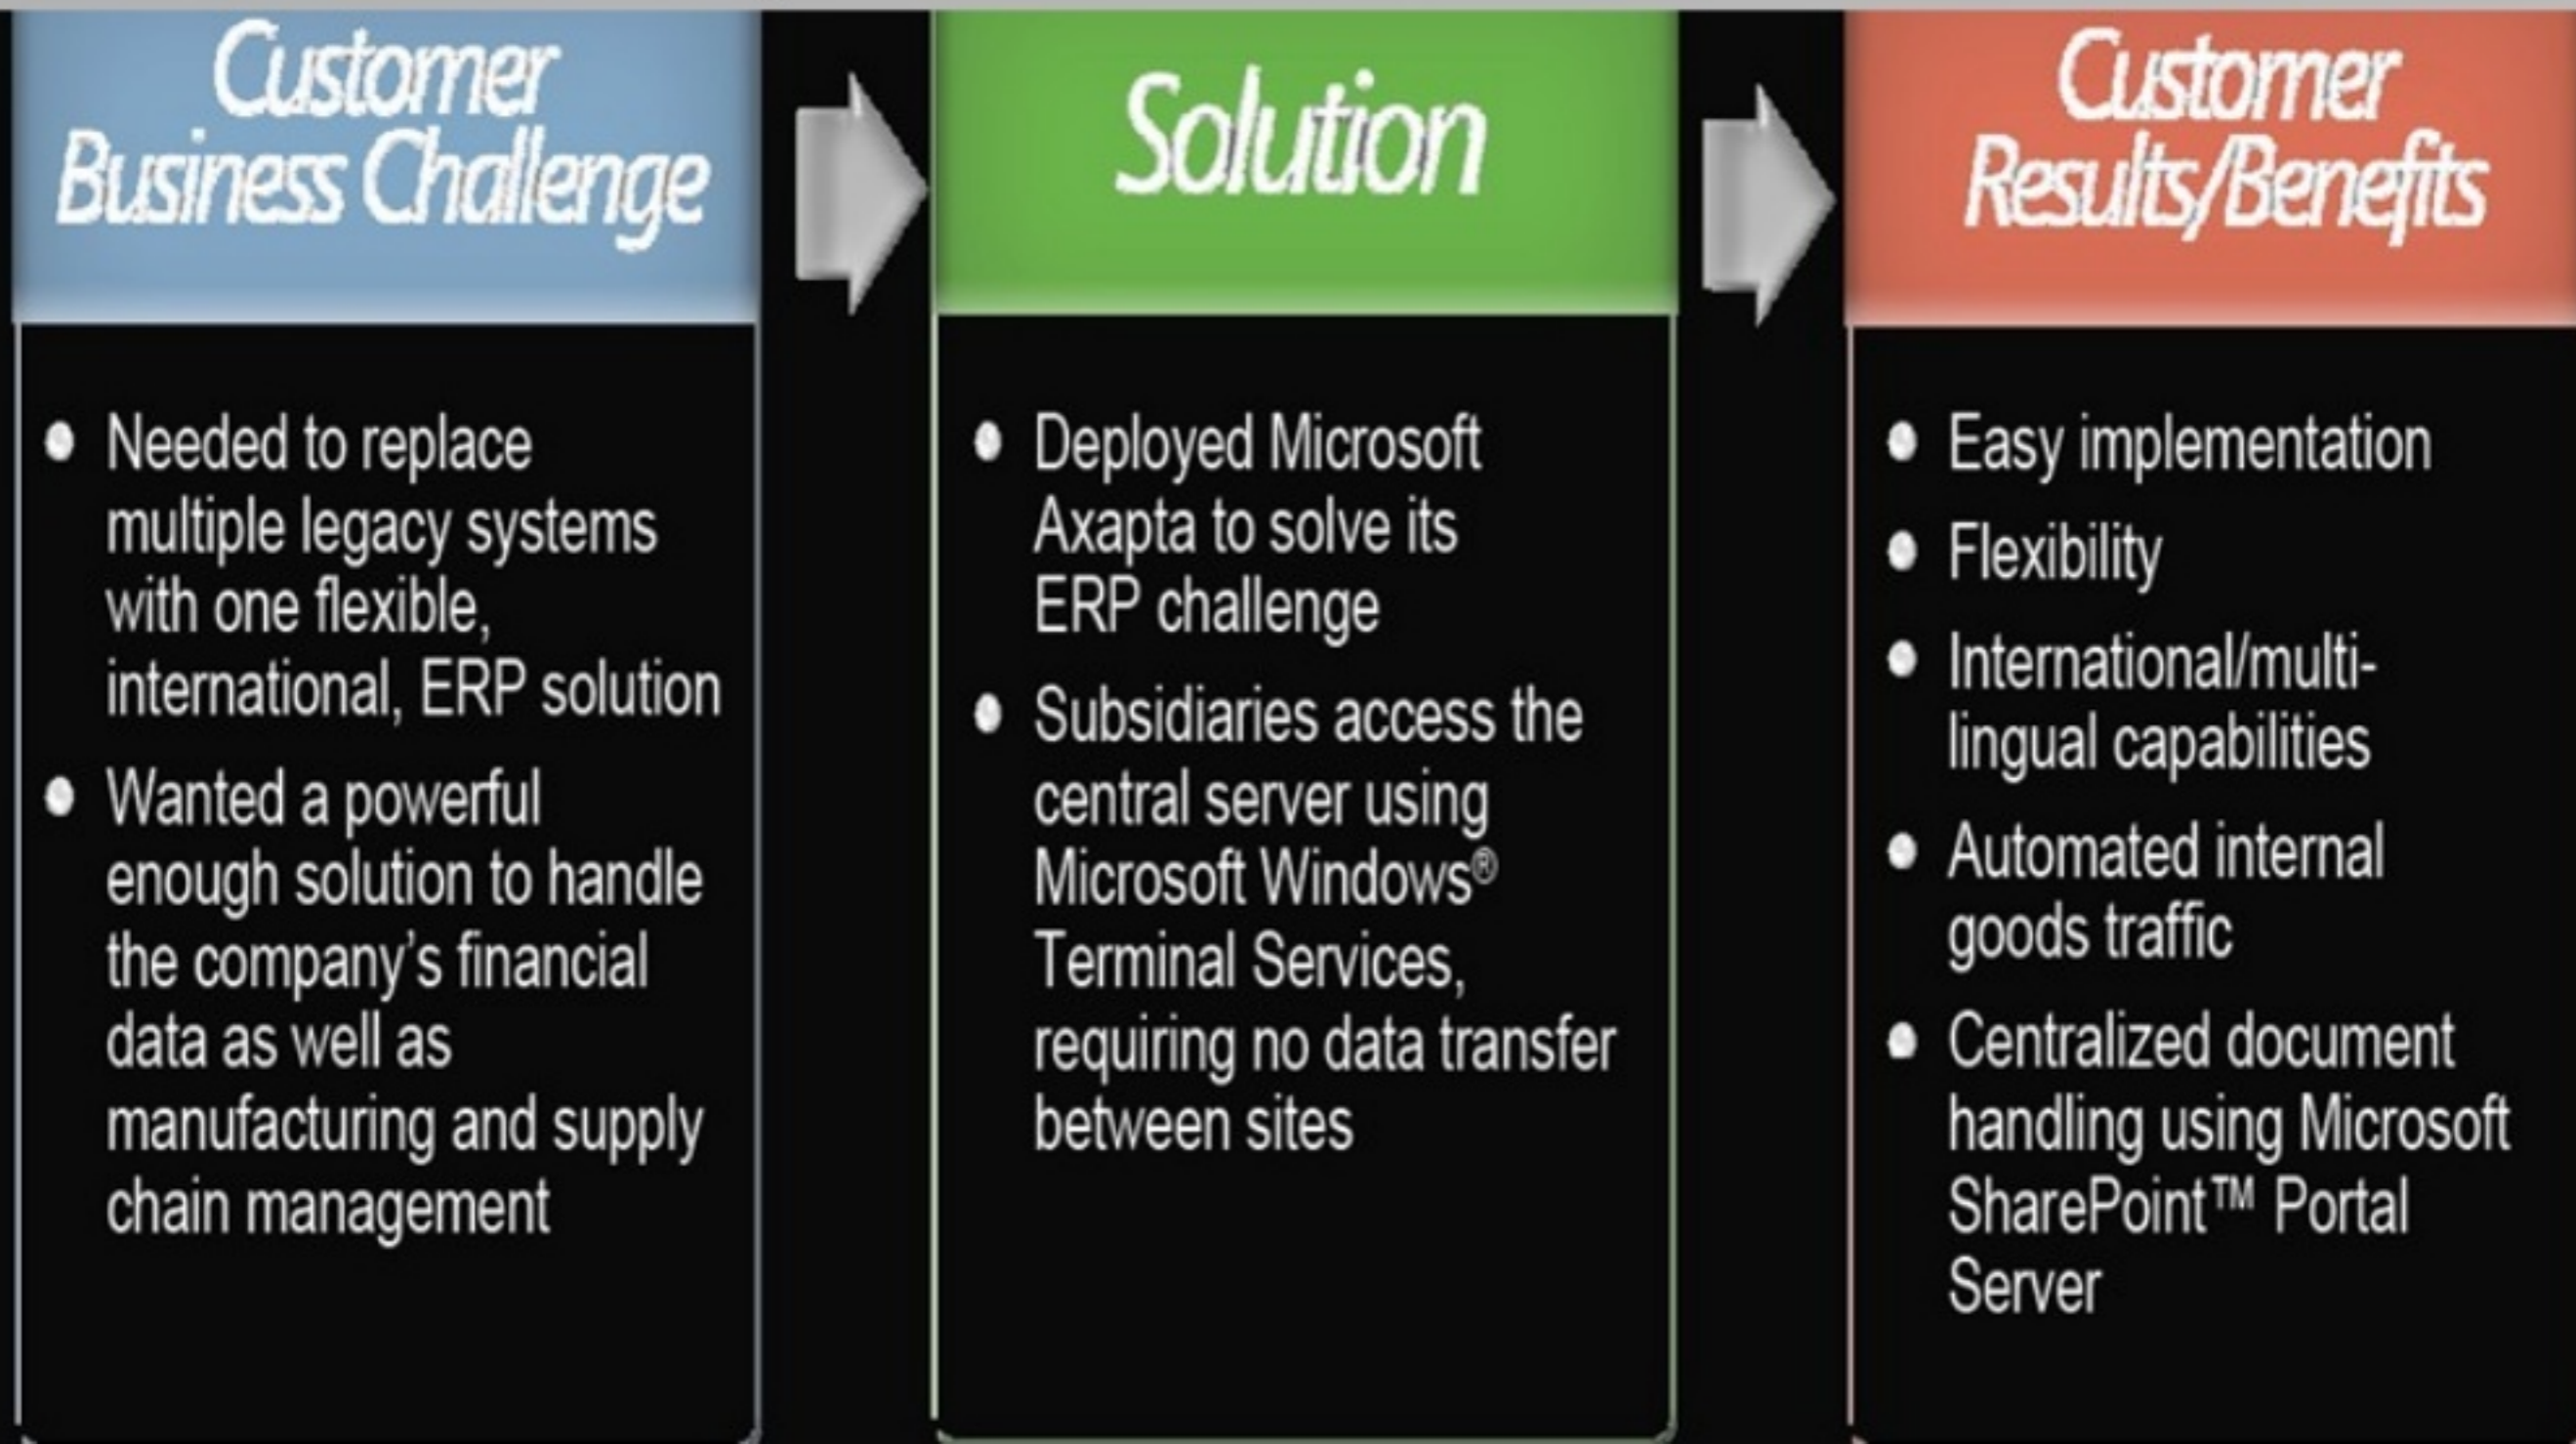 Customer
Business Challenge
Needed to replace
multiple legacy systems
with one flexible,
international, ERP solution
Wanted a powerful
enough solution to handle
the company's financial
data as well as
manufacturing and supply
chain management
Solution
Deployed Microsoft
Axapta to solve its
ERP challenge
Subsidiaries access the
central server using
Microsoft Windows®
Terminal Services,
requiring no data transfer
between sites
Customer
Results/Benefits
Easy implementation
Flexibility
International/multi-
lingual capabilities
Automated internal
goods traffic
Centralized document
handling using Microsoft
SharePoint™ Portal
Server